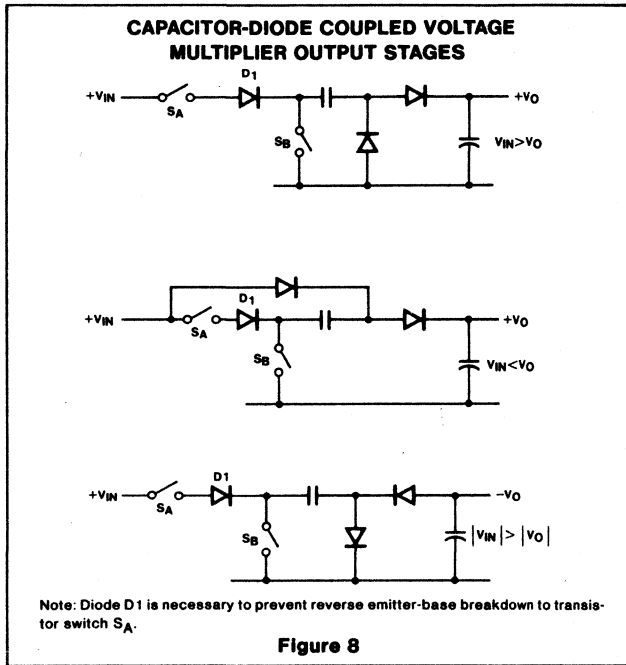 CAPACITOR-DIODE COUPLED VOLTAGE
MULTIPLIER OUTPUT STAGES
+VIN
SA
D1
SB
+VO
VIN>VO
+VIN
SA
D1
SB
+VO
VIN<VO
+VIN
SA
D1
SB
-VO
|VIN|>|VO|
Note: Diode D1 is necessary to prevent reverse emitter-base breakdown to transis-
tor switch SA.
Figure 8